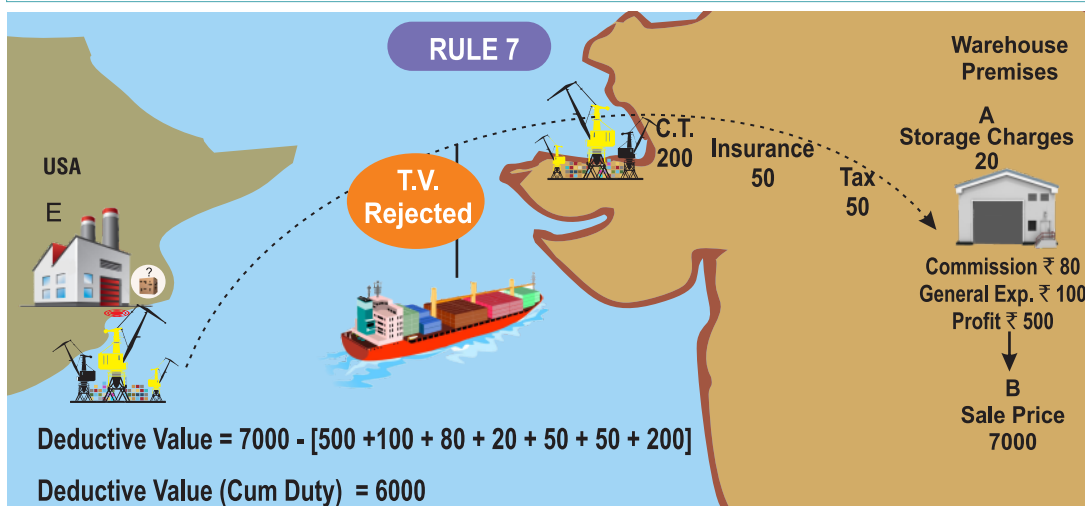 RULE 7
Warehouse
Premises
A
Storage Charges
20
C.T.
200
Insurance
50
Tax
50
USA
E
?
T.V.
Rejected
Commission ₹ 80
General Exp. ₹ 100
Profit ₹ 500
B
Sale Price
7000
Deductive Value = 7000 - [500 +100 + 80 + 20 + 50 + 50 + 200]
Deductive Value (Cum Duty) = 6000